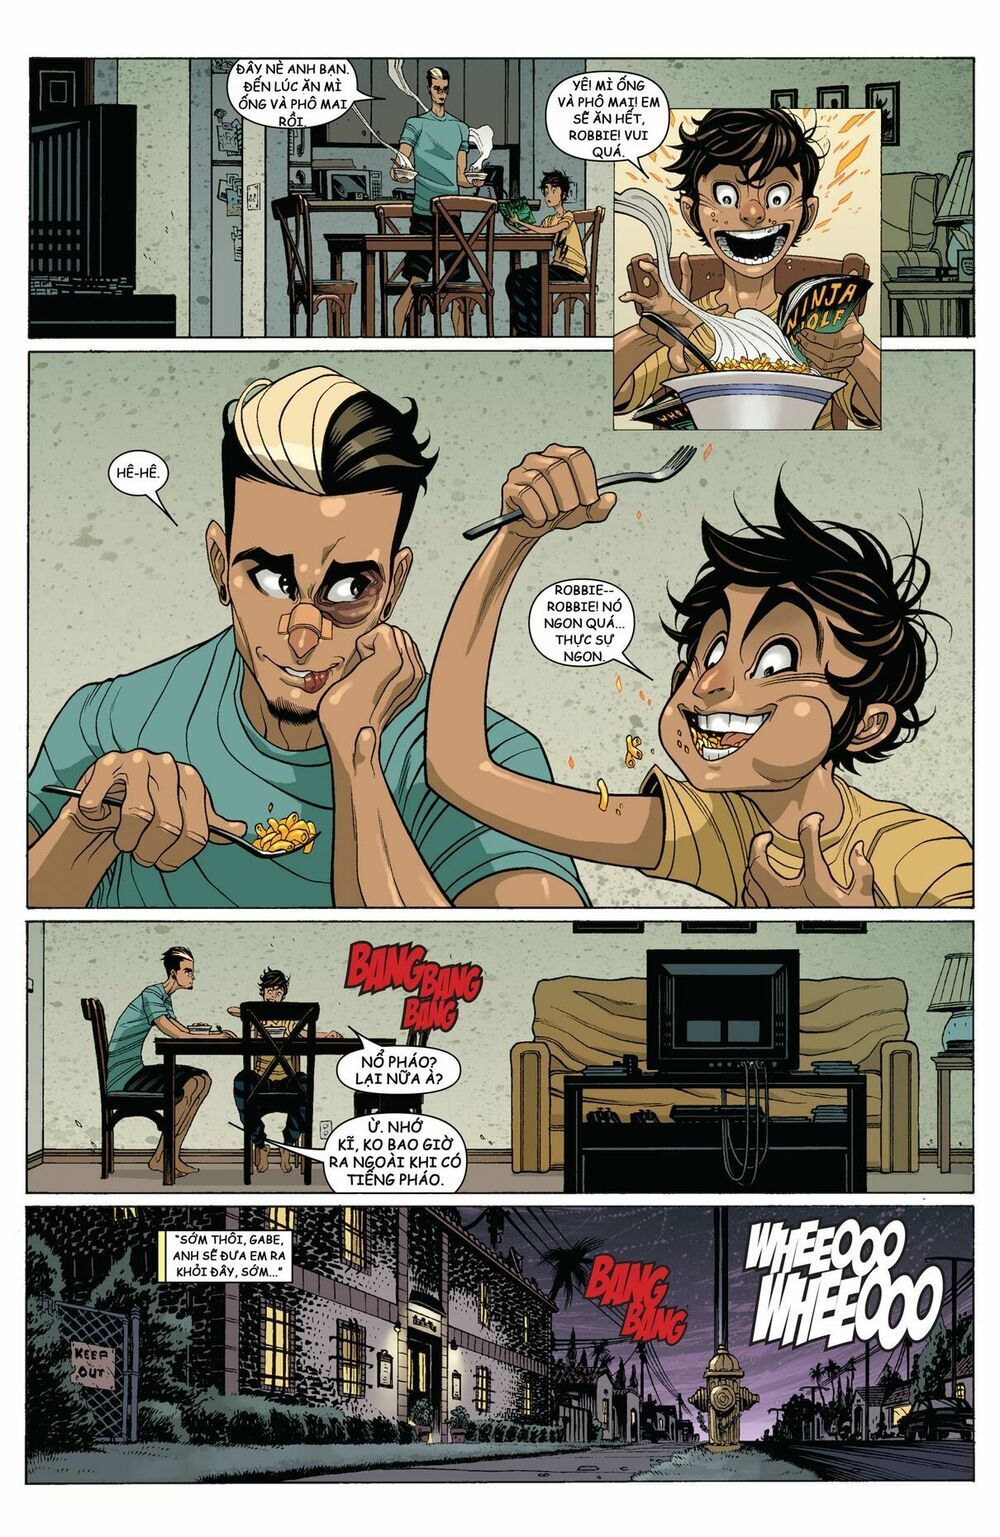 ĐÂY NÈ ANH BẠN.
ĐẾN LÚC ĂN MÌ
ỐNG VÀ PHÔ MAI
RỒI.
YÊ! MÌ ỐNG
VÀ PHÔ MAI! EM
SẼ ĂN HẾT,
ROBBIE! VUI
QUÁ.
NINJA
WOLF
HÊ-HÊ.
ROBBIE--
ROBBIE! NÓ
NGON QUÁ...
THỰC SỰ
NGON.
BANG
BANG
BANG
NỔ PHÁO?
LẠI NỮA À?
Ừ. NHỚ
KĨ, KO BAO GIỜ
RA NGOÀI KHI CÓ
TIẾNG PHÁO.
"SỚM THÔI, GABE,
ANH SẼ ĐƯA EM RA
KHỎI ĐÂY, SỚM..."
BANG
BANG
WHEEOOO
WHEEOOO
KEEP
OUT